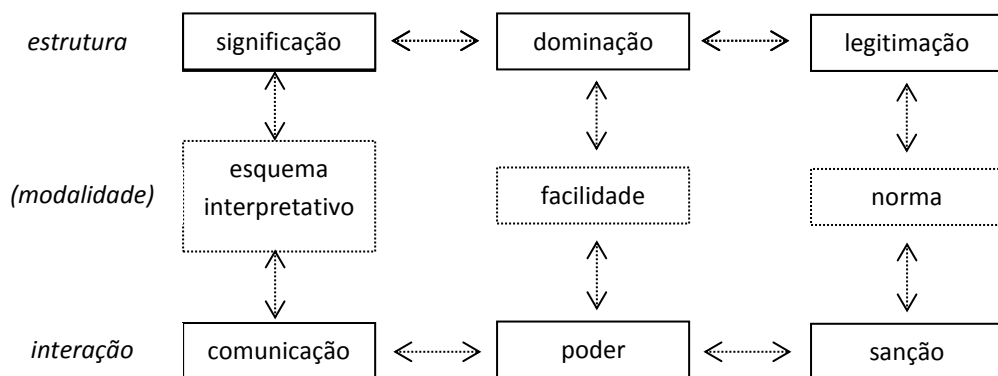 estrutura significação dominação legitimação
(modalidade) esquema interpretativo facilidade norma
interação comunicação poder sanção